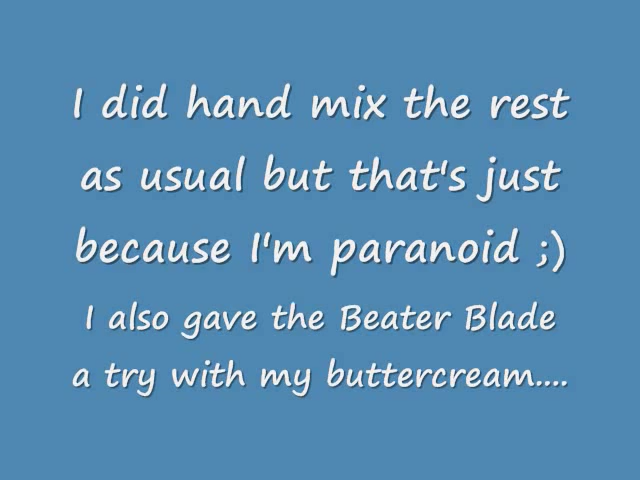 I did hand mix the rest
as usual but that's just
because I'm paranoid ;)
I also gave the Beater Blade
a try with my buttercream....